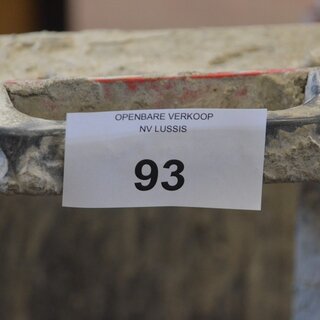 OPENBARE VERKOOP
NV LUSSIS
93